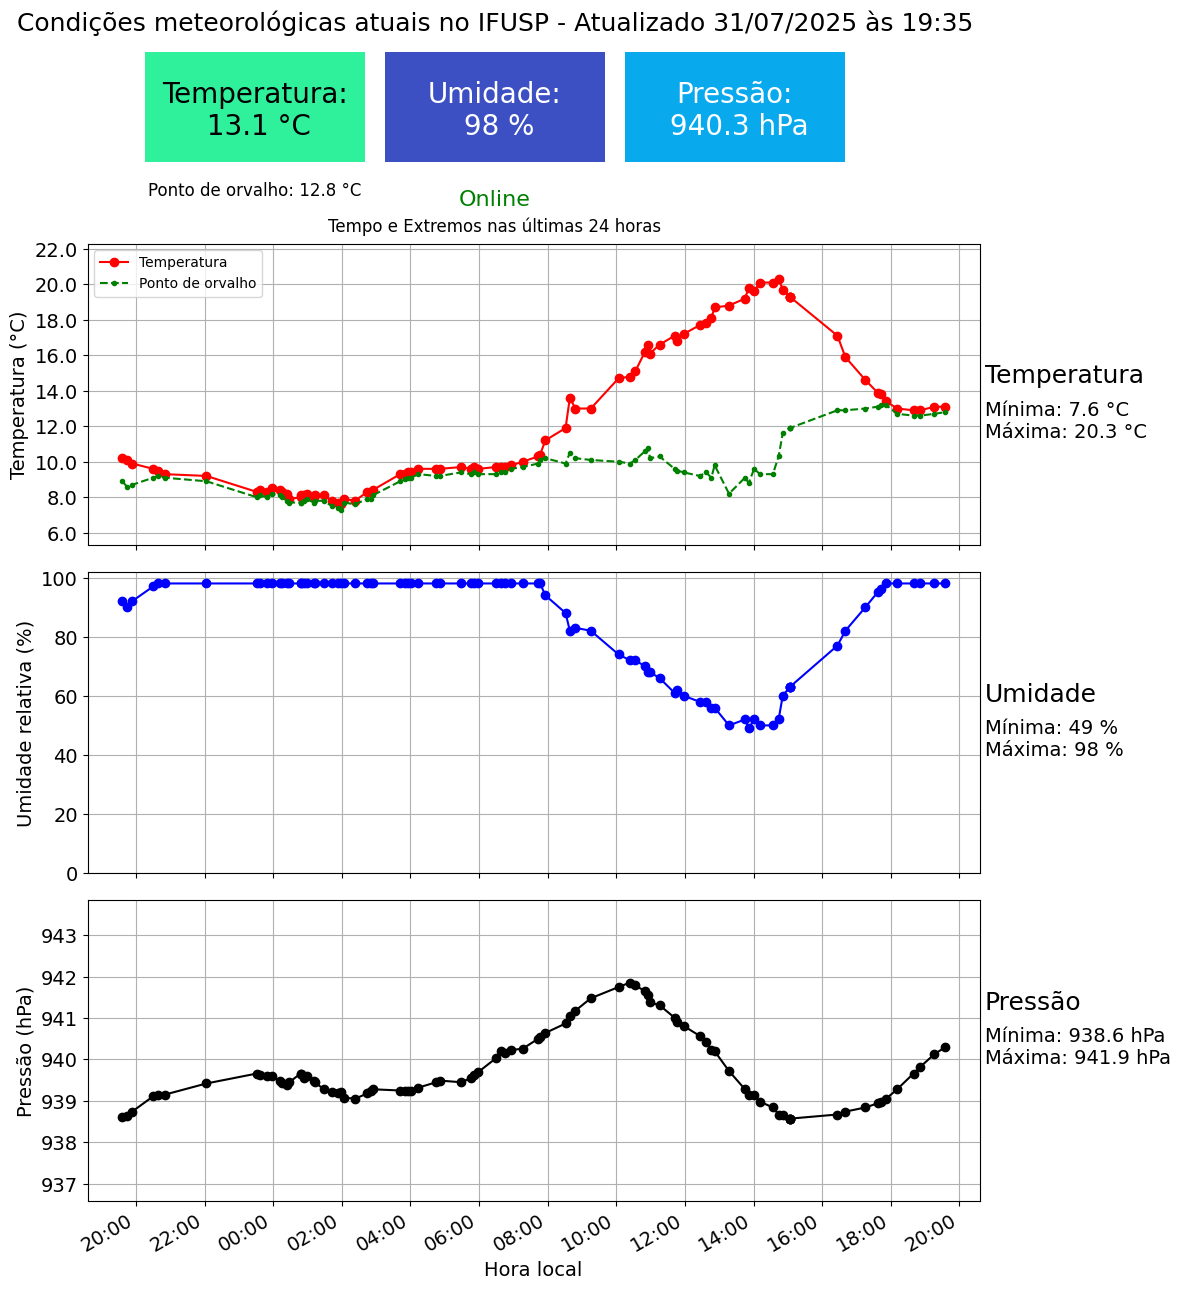 Condições meteorológicas atuais no IFUSP - Atualizado 31/07/2025 às 19:35
Temperatura:
13.1 °C
Umidade:
98 %
Pressão:
940.3 hPa
Ponto de orvalho: 12.8 °C
Online
Tempo e Extremos nas últimas 24 horas
Temperatura (°C)
22.0
20.0
18.0
16.0
14.0
12.0
10.0
8.0
6.0
Temperatura
Ponto de orvalho
Temperatura
Mínima: 7.6 °C
Máxima: 20.3 °C
Umidade relativa (%)
100
80
60
40
20
0
Umidade
Mínima: 49 %
Máxima: 98 %
Pressão (hPa)
943
942
941
940
939
938
937
Pressão
Mínima: 938.6 hPa
Máxima: 941.9 hPa
20:00 22:00 00:00 02:00 04:00 06:00 08:00 10:00 12:00 14:00 16:00 18:00 20:00
Hora local